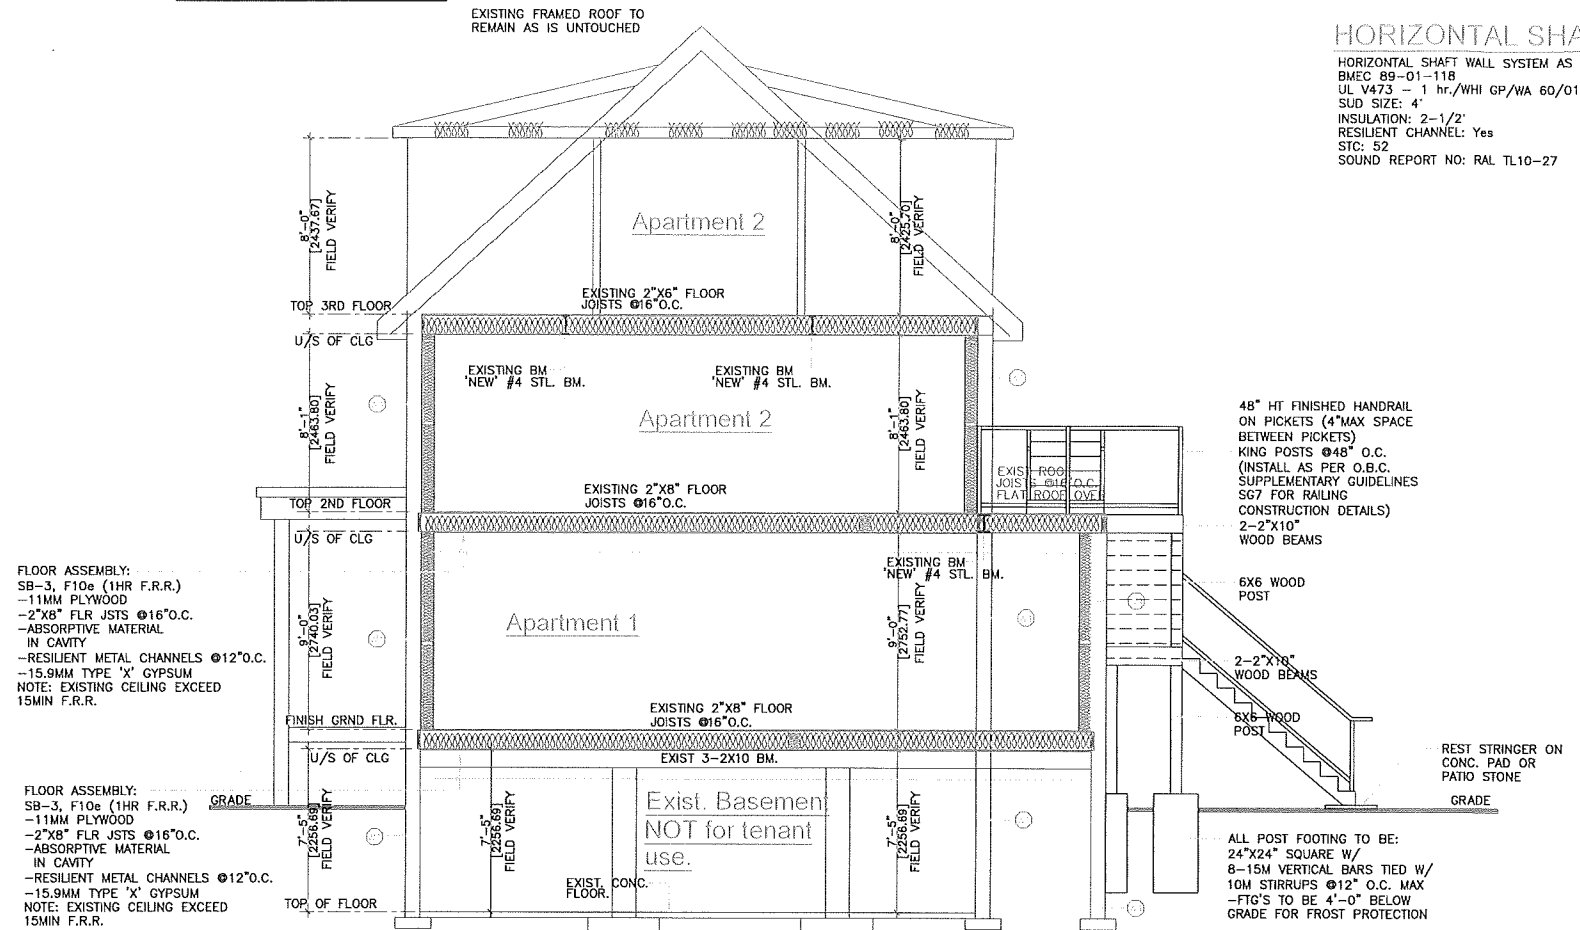 EXISTING FRAMED ROOF TO
REMAIN AS IS UNTOUCHED
HORIZONTAL SHA
HORIZONTAL SHAFT WALL SYSTEM AS
BMEC 89-01-118
UL V473 - 1 hr./WHI GP/WA 60/01
SUD SIZE: 4'
INSULATION: 2-1/2'
RESILIENT CHANNEL: Yes
STC: 52
SOUND REPORT NO: RAL TL10-27
8'-0"
[2437.67]
FIELD VERIFY
Apartment 2
8'-0"
[2425.70]
FIELD VERIFY
TOP 3RD FLOOR
EXISTING 2"X6" FLOOR
JOISTS @16"O.C.
U/S OF CLG
EXISTING BM
'NEW' #4 STL. BM.
EXISTING BM
'NEW' #4 STL. BM.
8'-1"
[2463.80]
FIELD VERIFY
Apartment 2
8'-1"
[2463.80]
FIELD VERIFY
48" HT FINISHED HANDRAIL
ON PICKETS (4"MAX SPACE
BETWEEN PICKETS)
KING POSTS @48" O.C.
(INSTALL AS PER O.B.C.
SUPPLEMENTARY GUIDELINES
SG7 FOR RAILING
CONSTRUCTION DETAILS)
2-2"X10"
WOOD BEAMS
EXIST ROO
JOISTS @16"O.C.
FLAT ROOF OVE
TOP 2ND FLOOR
EXISTING 2"X8" FLOOR
JOISTS @16"O.C.
U/S OF CLG
EXISTING BM
'NEW' #4 STL. BM.
6X6 WOOD
POST
FLOOR ASSEMBLY:
SB-3, F10e (1HR F.R.R.)
-11MM PLYWOOD
-2"X8" FLR JSTS @16"O.C.
-ABSORPTIVE MATERIAL
IN CAVITY
-RESILIENT METAL CHANNELS @12"O.C.
-15.9MM TYPE 'X' GYPSUM
NOTE: EXISTING CEILING EXCEED
15MIN F.R.R.
9'-0"
[2740.03]
FIELD VERIFY
Apartment 1
9'-0"
[2752.77]
FIELD VERIFY
2-2"X10"
WOOD BEAMS
6X6 WOOD
POST
FINISH GRND FLR.
EXISTING 2"X8" FLOOR
JOISTS @16"O.C.
U/S OF CLG
EXIST 3-2X10 BM.
REST STRINGER ON
CONC. PAD OR
PATIO STONE
GRADE
GRADE
FLOOR ASSEMBLY:
SB-3, F10e (1HR F.R.R.)
-11MM PLYWOOD
-2"X8" FLR JSTS @16"O.C.
-ABSORPTIVE MATERIAL
IN CAVITY
-RESILIENT METAL CHANNELS @12"O.C.
-15.9MM TYPE 'X' GYPSUM
NOTE: EXISTING CEILING EXCEED
15MIN F.R.R.
7'-5"
[2256.69]
FIELD VERIFY
7'-5"
[2256.69]
FIELD VERIFY
Exist. Basemen
NOT for tenant
use.
7'-5"
[2256.69]
FIELD VERIFY
EXIST. CONC.
FLOOR.
TOP OF FLOOR
ALL POST FOOTING TO BE:
24"X24" SQUARE W/
8-15M VERTICAL BARS TIED W/
10M STIRRUPS @12" O.C. MAX
-FTG'S TO BE 4'-0" BELOW
GRADE FOR FROST PROTECTION